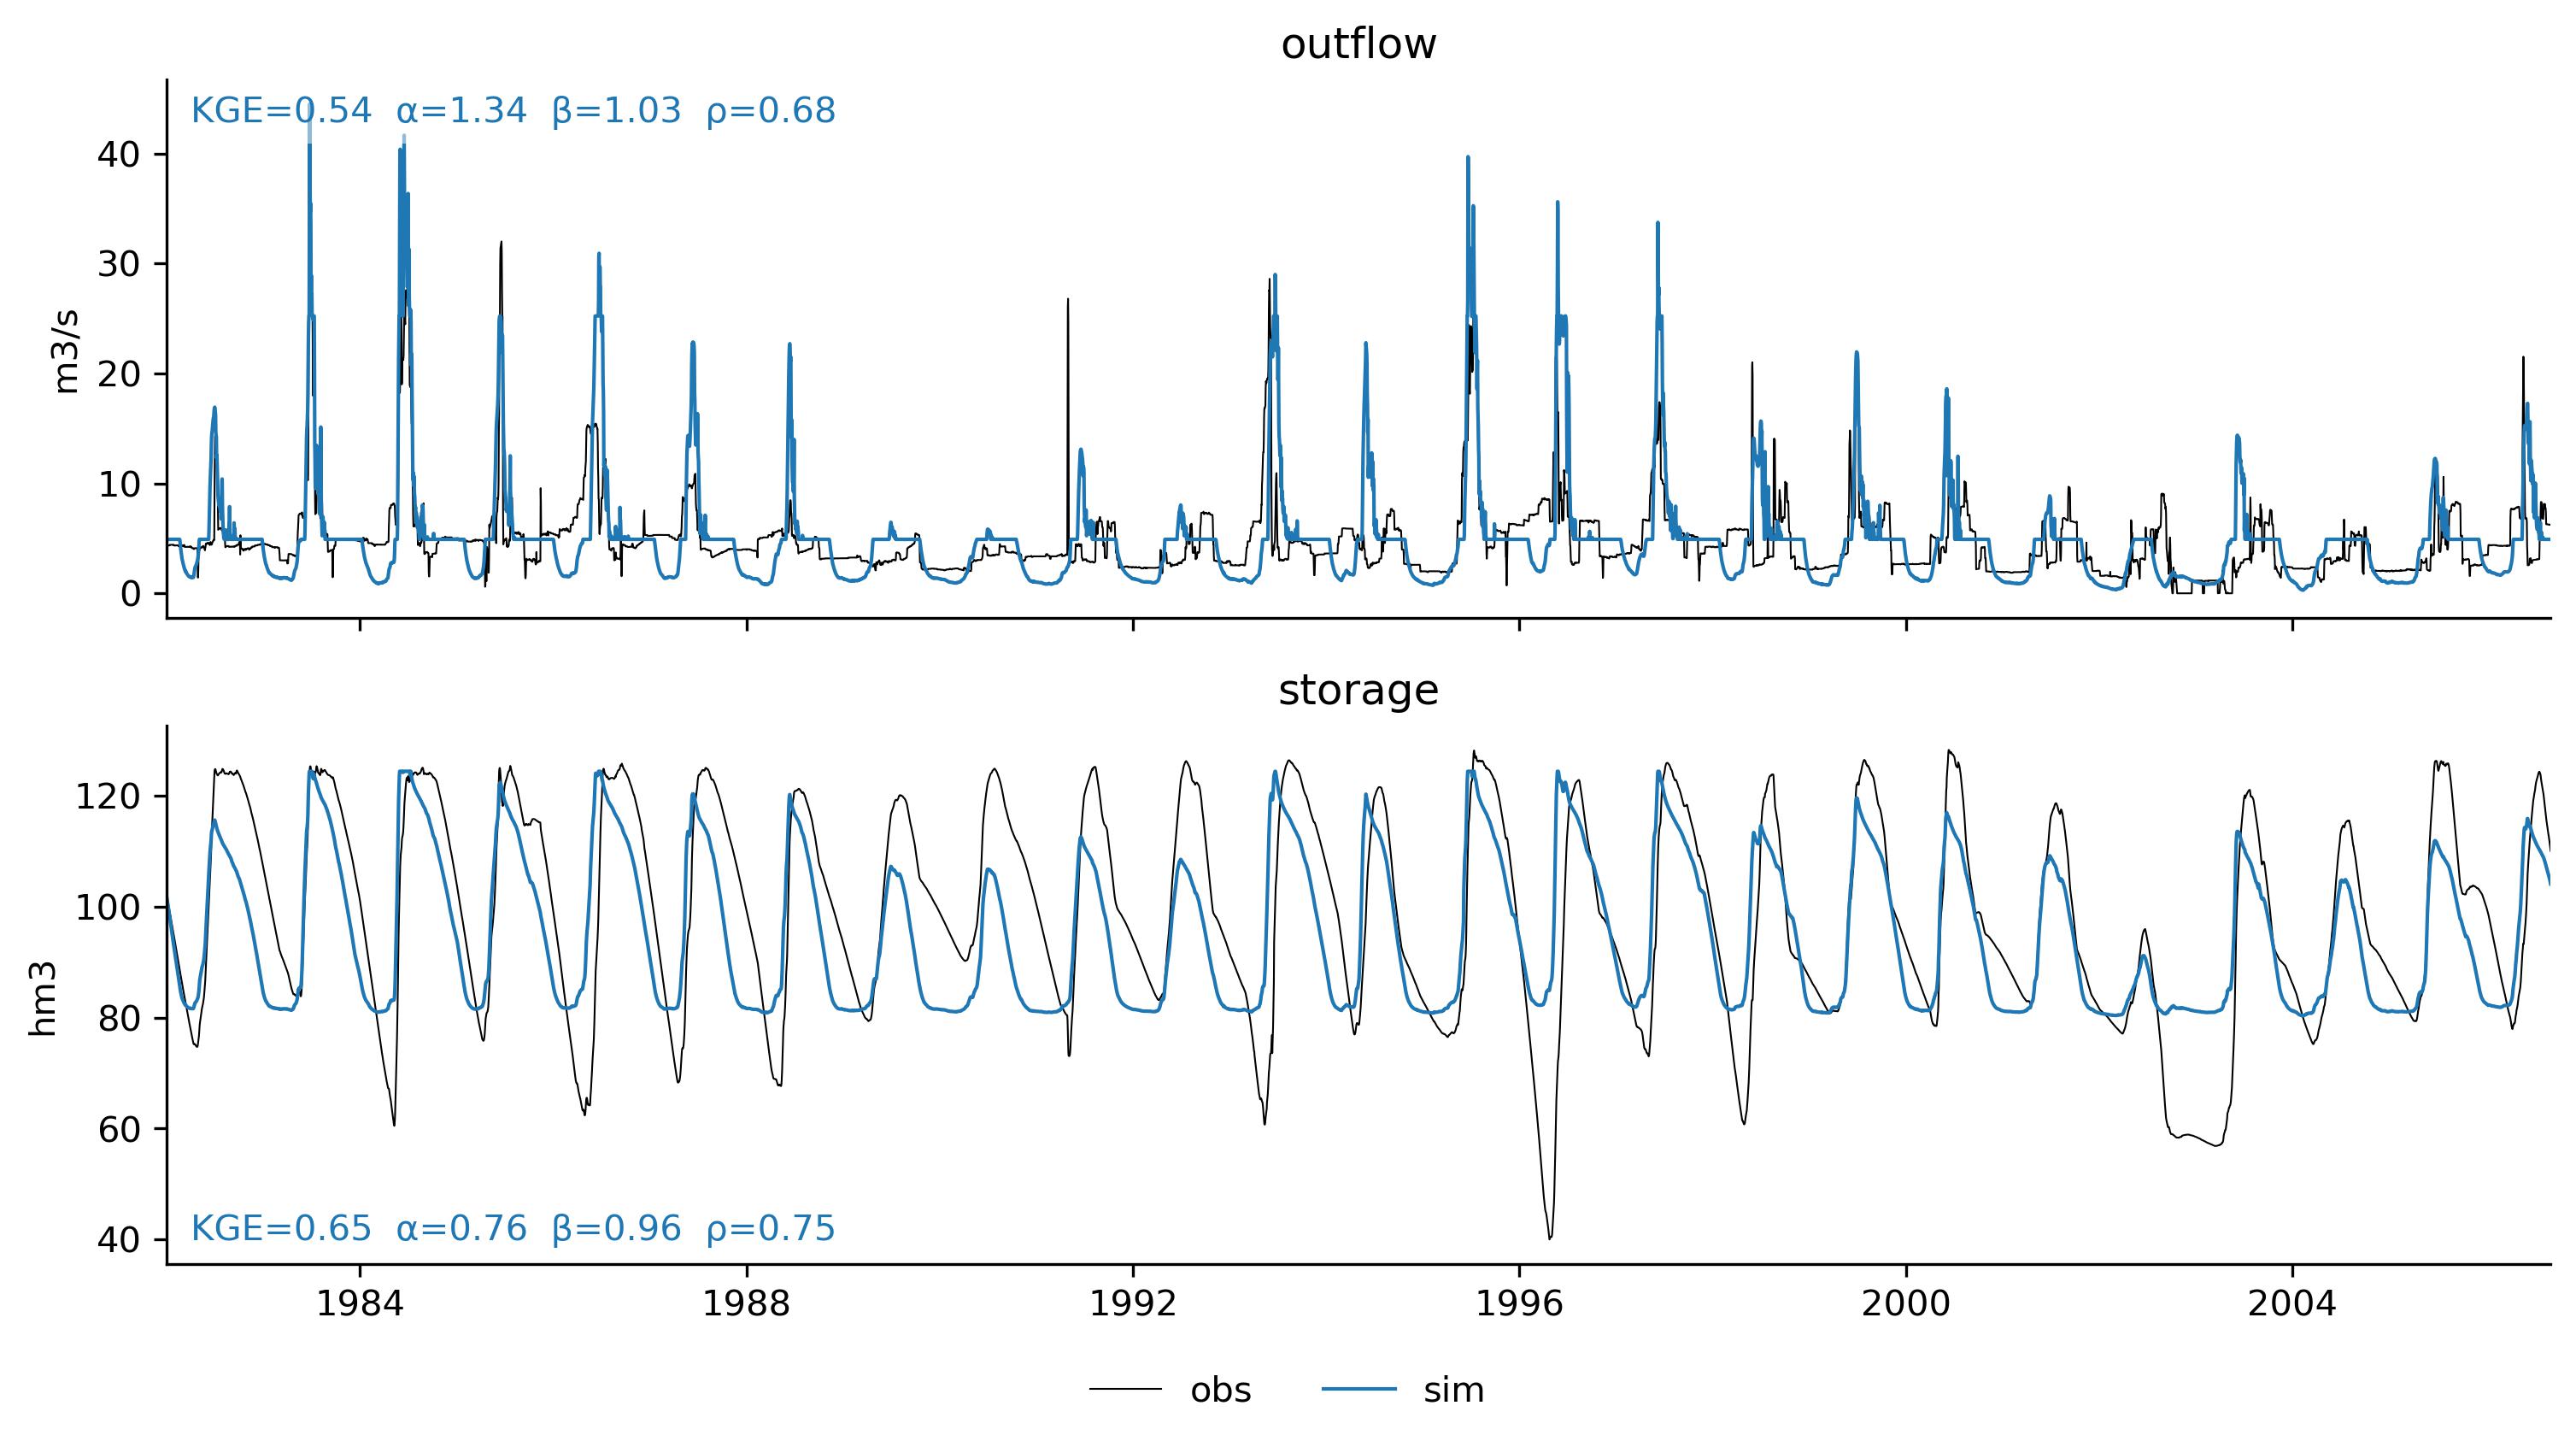 outflow
KGE=0.54 α=1.34 β=1.03 ρ=0.68
40
30
20
10
0
m3/s
storage
120
100
80
60
40
hm3
KGE=0.65 α=0.76 β=0.96 ρ=0.75
1984 1988 1992 1996 2000 2004
obs sim